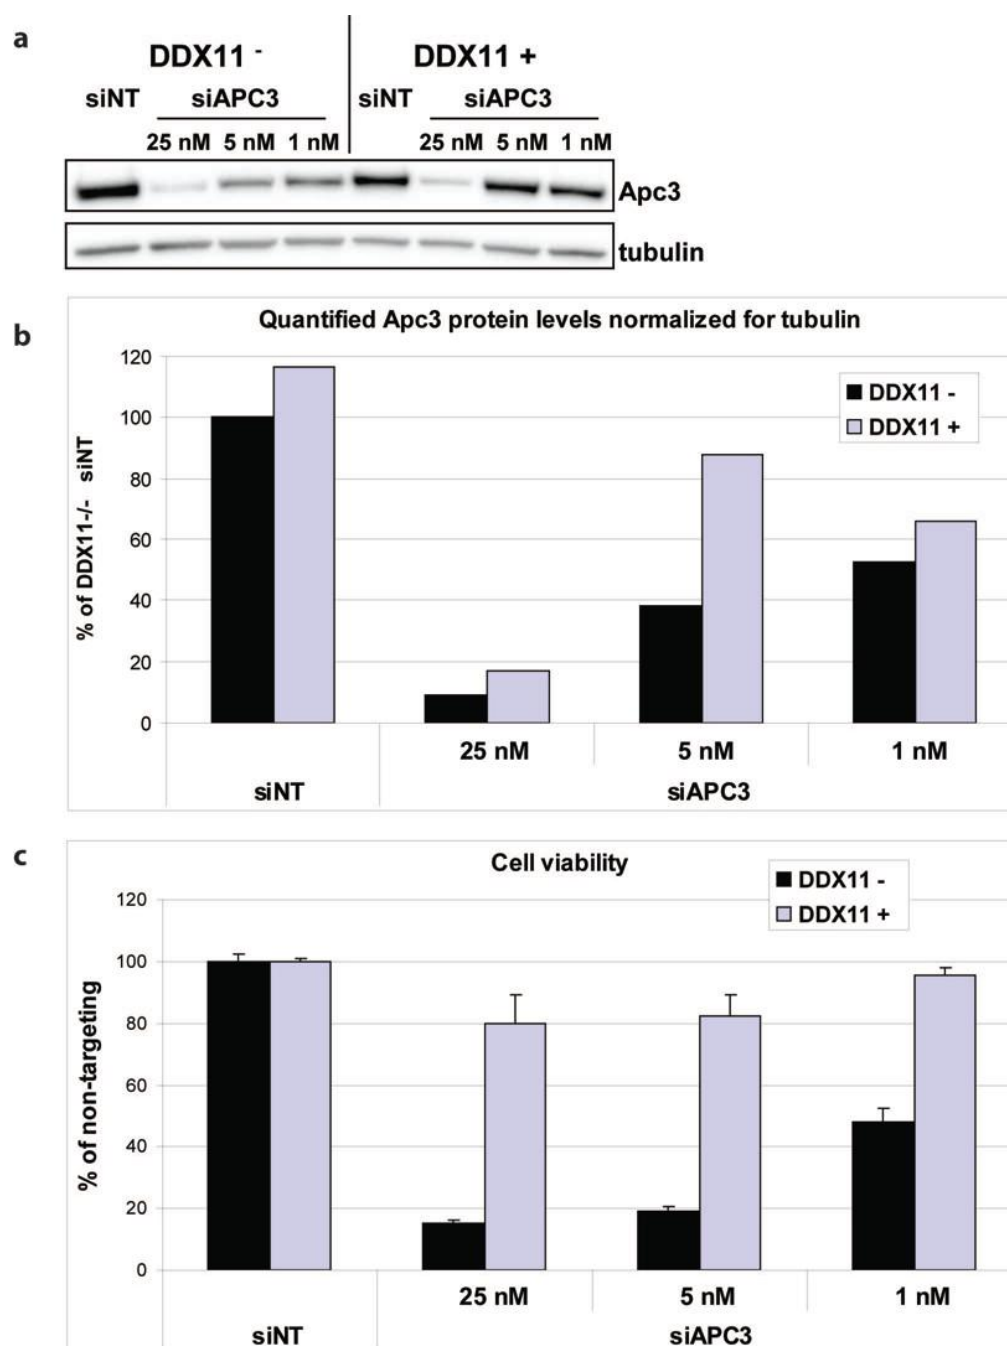 a
DDX11 - DDX11 +
siNT siAPC3 siNT siAPC3
25 nM 5 nM 1 nM 25 nM 5 nM 1 nM
Apc3
tubulin
b
Quantified Apc3 protein levels normalized for tubulin
% of DDX11-/- siNT
120
100
80
60
40
20
0
DDX11 -
DDX11 +
25 nM 5 nM 1 nM
siNT siAPC3
c
Cell viability
% of non-targeting
120
100
80
60
40
20
0
DDX11 -
DDX11 +
25 nM 5 nM 1 nM
siNT siAPC3